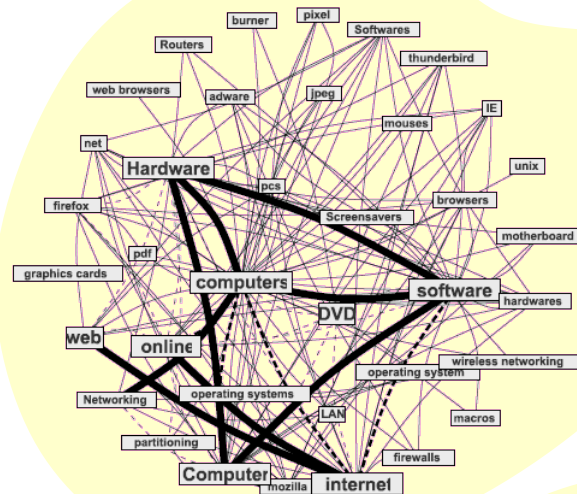 pixel
burner
Softwares
Routers
thunderbird
web browsers
adware
jpeg
IE
mouses
net
Hardware
unix
pcs
browsers
firefox
Screensavers
motherboard
pdf
graphics cards
computers
software
hardwares
DVD
web
online
wireless networking
operating system
operating systems
Networking
LAN
macros
partitioning
firewalls
Computer
internet
mozilla